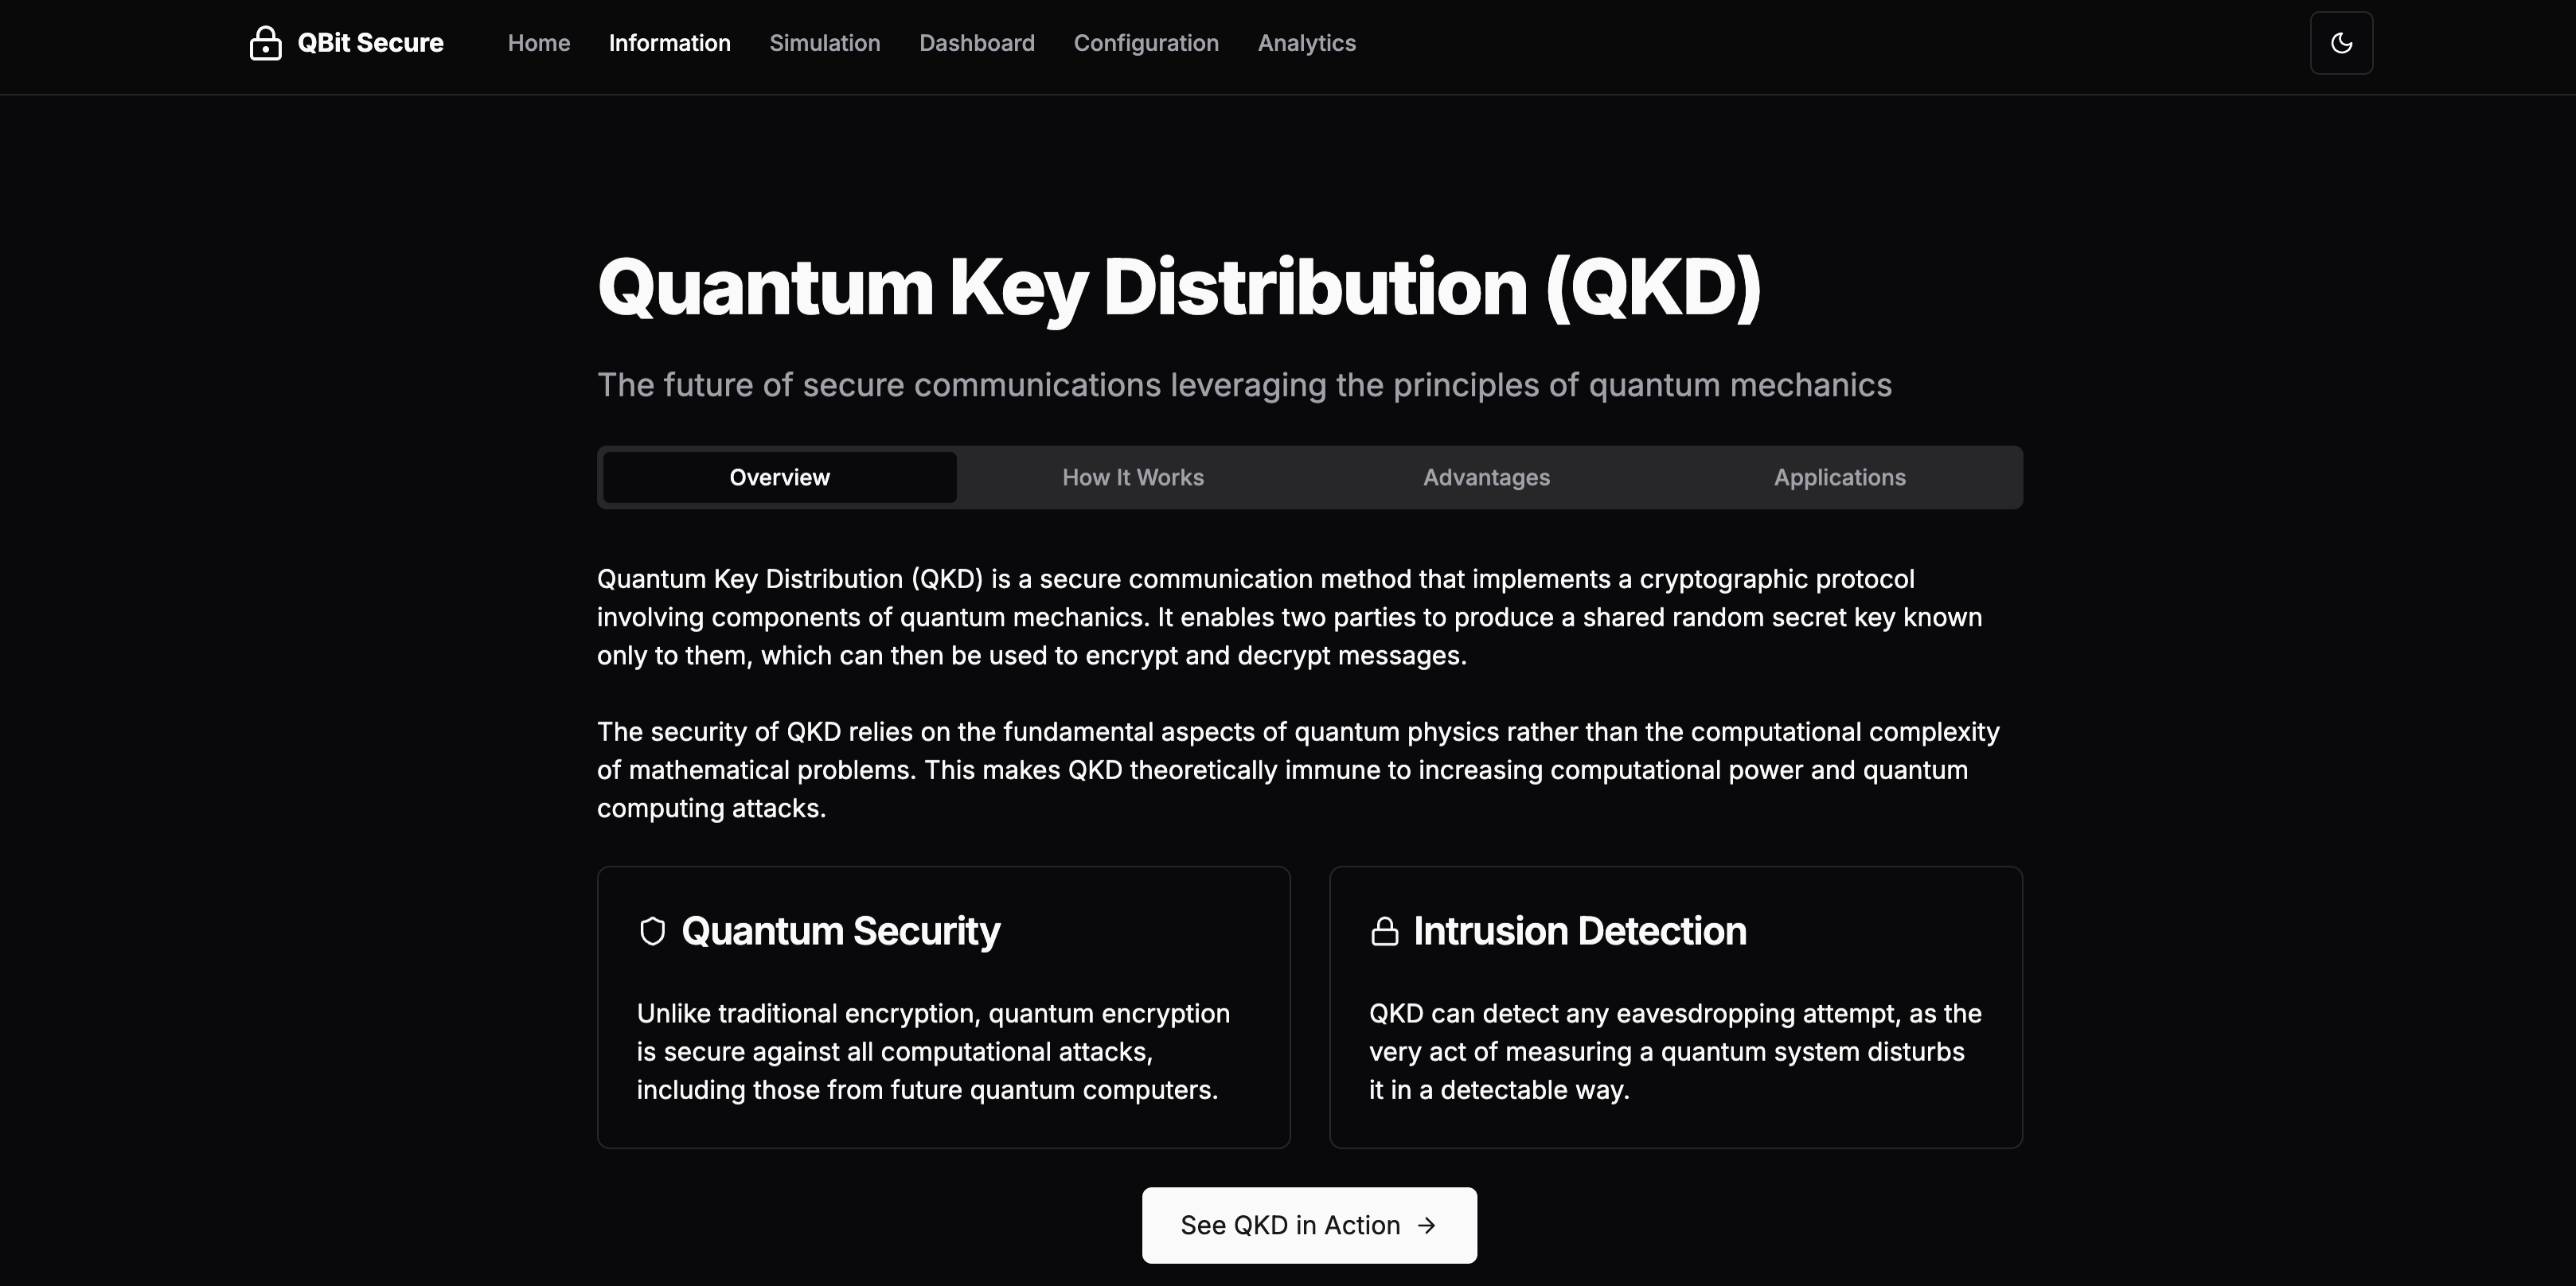 QBit Secure
Home
Information
Simulation
Dashboard
Configuration
Analytics
Quantum Key Distribution (QKD)
The future of secure communications leveraging the principles of quantum mechanics
Overview
How It Works
Advantages
Applications
Quantum Key Distribution (QKD) is a secure communication method that implements a cryptographic protocol
involving components of quantum mechanics. It enables two parties to produce a shared random secret key known
only to them, which can then be used to encrypt and decrypt messages.
The security of QKD relies on the fundamental aspects of quantum physics rather than the computational complexity
of mathematical problems. This makes QKD theoretically immune to increasing computational power and quantum
computing attacks.
Quantum Security
Unlike traditional encryption, quantum encryption
is secure against all computational attacks,
including those from future quantum computers.
Intrusion Detection
QKD can detect any eavesdropping attempt, as the
very act of measuring a quantum system disturbs
it in a detectable way.
See QKD in Action →